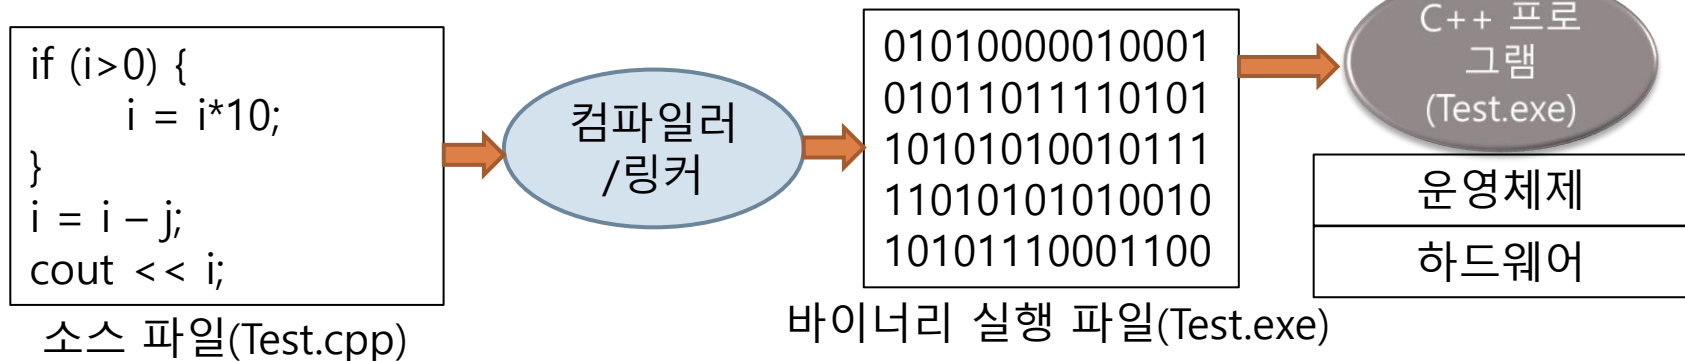 if (i>0) {
i = i*10;
}
i = i – j;
cout << i;
소스 파일(Test.cpp)
컴파일러
/링커
01010000010001
01011011110101
10101010010111
11010101010010
10101110001100
바이너리 실행 파일(Test.exe)
C++ 프로
그램
(Test.exe)
운영체제
하드웨어